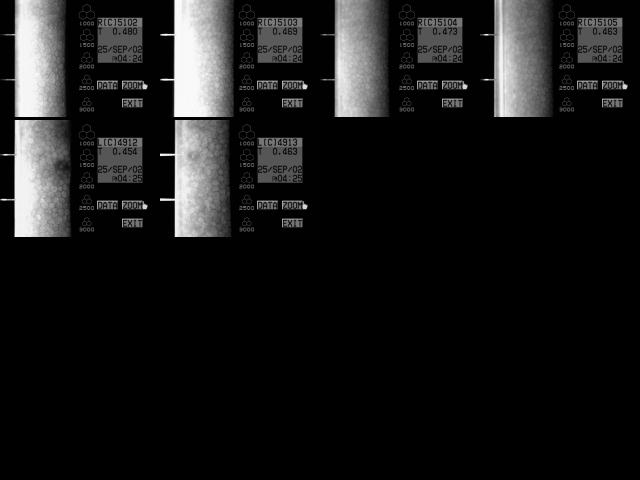 R(C)5102
1000
T 0.480
1500
25/SEP/02
PM04:24
2000
DATA ZOOM
2500
EXIT
3000
R(C)5103
1000
T 0.469
1500
25/SEP/02
PM04:24
2000
DATA ZOOM
2500
EXIT
3000
R(C)5104
1000
T 0.473
1500
25/SEP/02
PM04:24
2000
DATA ZOOM
2500
EXIT
3000
R(C)5105
1000
T 0.463
1500
25/SEP/02
PM04:24
2000
DATA ZOOM
2500
EXIT
3000
L(C)4912
1000
T 0.454
1500
25/SEP/02
PM04:25
2000
DATA ZOOM
2500
EXIT
3000
L(C)4913
1000
T 0.463
1500
25/SEP/02
PM04:25
2000
DATA ZOOM
2500
EXIT
3000